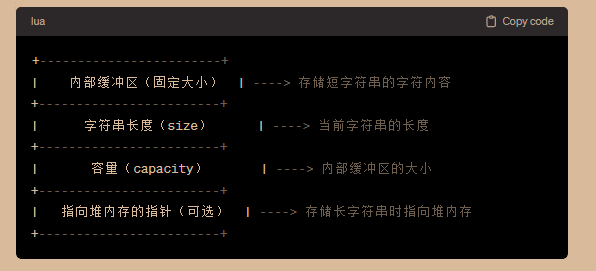 lua
Copy code
+------------------------+
|    内部缓冲区（固定大小）  | ----> 存储短字符串的字符内容
+------------------------+
|      字符串长度（size）      | ----> 当前字符串的长度
+------------------------+
|       容量（capacity）       | ----> 内部缓冲区的大小
+------------------------+
|   指向堆内存的指针（可选）  | ----> 存储长字符串时指向堆内存
+------------------------+